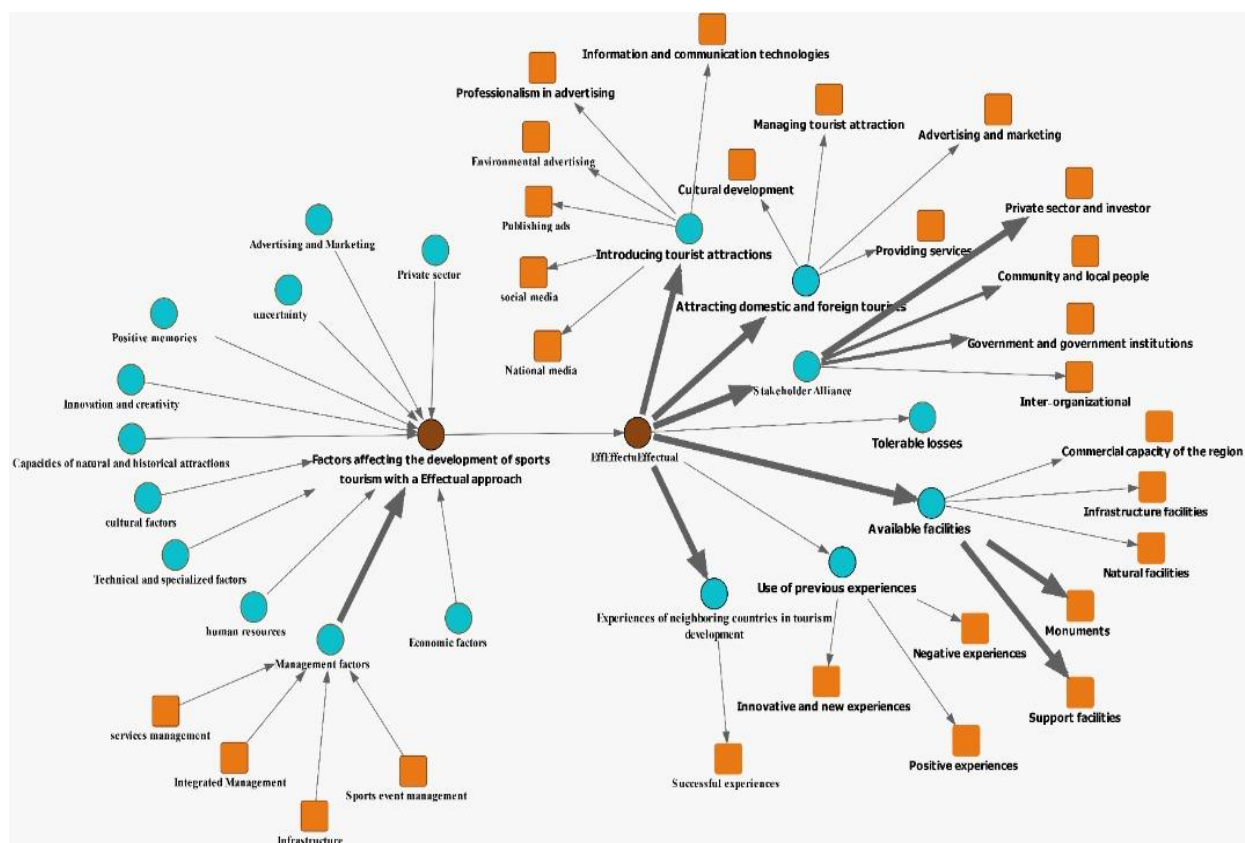 Information and communication technologies
Professionalism in advertising
Managing tourist attraction
Advertising and marketing
Environmental advertising
Cultural development
Private sector and investor
Publishing ads
Advertising and Marketing
Introducing tourist attractions
Providing services
Private sector
Community and local people
social media
uncertainty
Attracting domestic and foreign tourists
Positive memories
Government and government institutions
National media
Stakeholder Alliance
Innovation and creativity
Inter-organizational
Tolerable losses
Commercial capacity of the region
Capacities of natural and historical attractions
Factors affecting the development of sports
tourism with a Effectual approach
EffEffectuEffectual
Infrastructure facilities
cultural factors
Available facilities
Natural facilities
Technical and specialized factors
Use of previous experiences
Experiences of neighboring countries in tourism
development
Monuments
human resources
Economic factors
Negative experiences
Management factors
Innovative and new experiences
Support facilities
services management
Positive experiences
Integrated Management
Successful experiences
Sports event management
Infrastructure